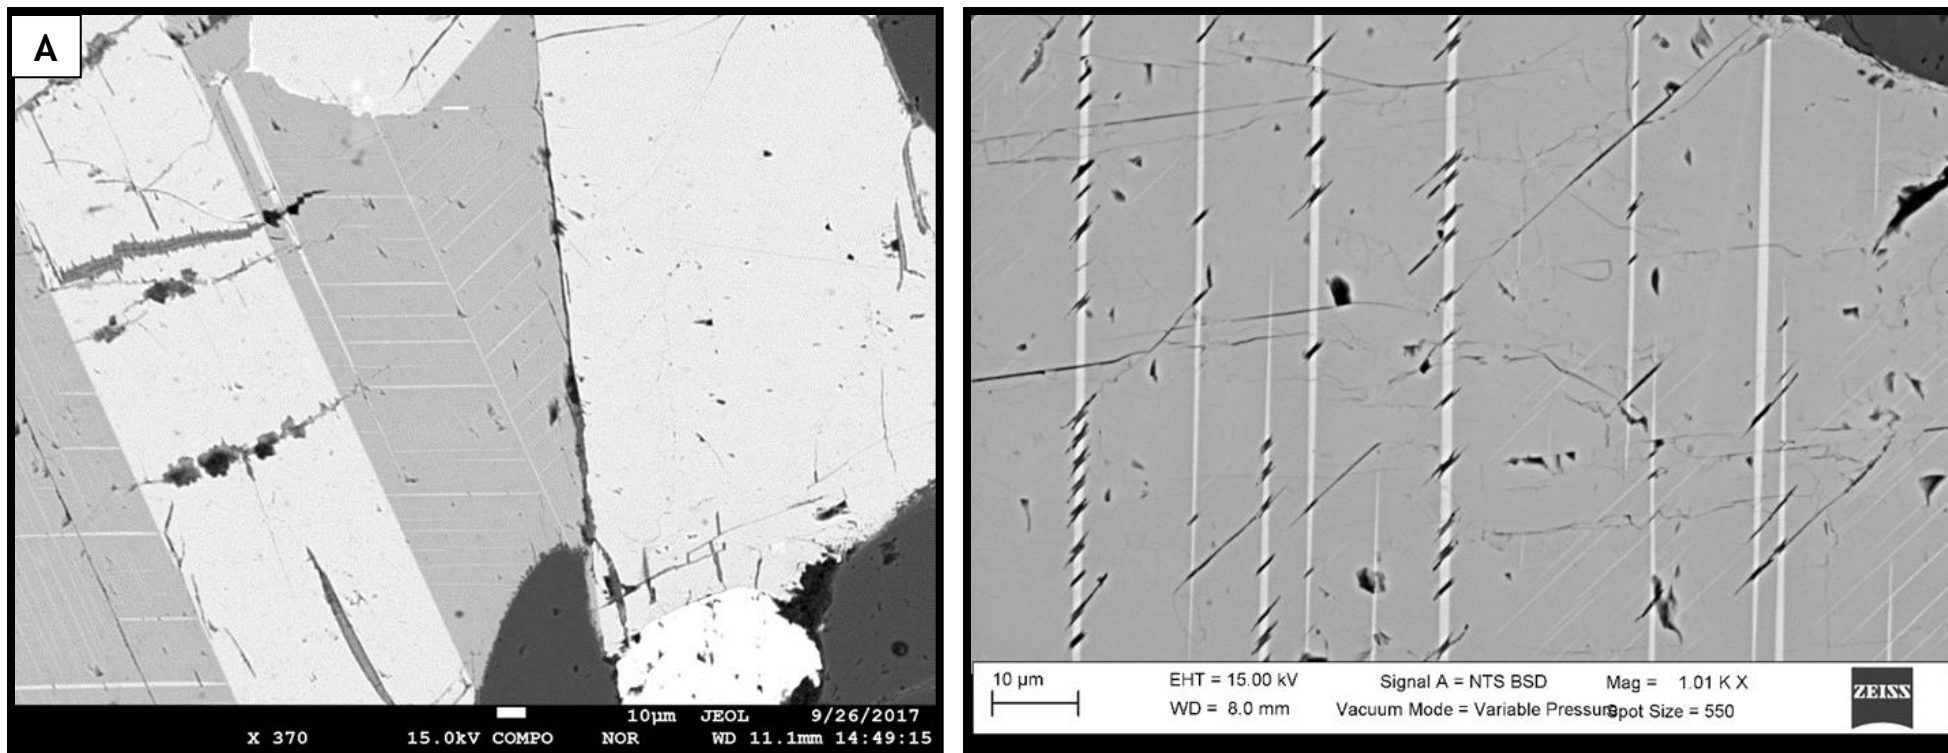 A
10µm JEOL 9/26/2017
X 370 15.0kV COMPO NOR WD 11.1mm 14:49:15
10 µm EHT = 15.00 kV Signal A = NTS BSD Mag = 1.01 K X
WD = 8.0 mm Vacuum Mode = Variable Pressure Spot Size = 550
ZEISS